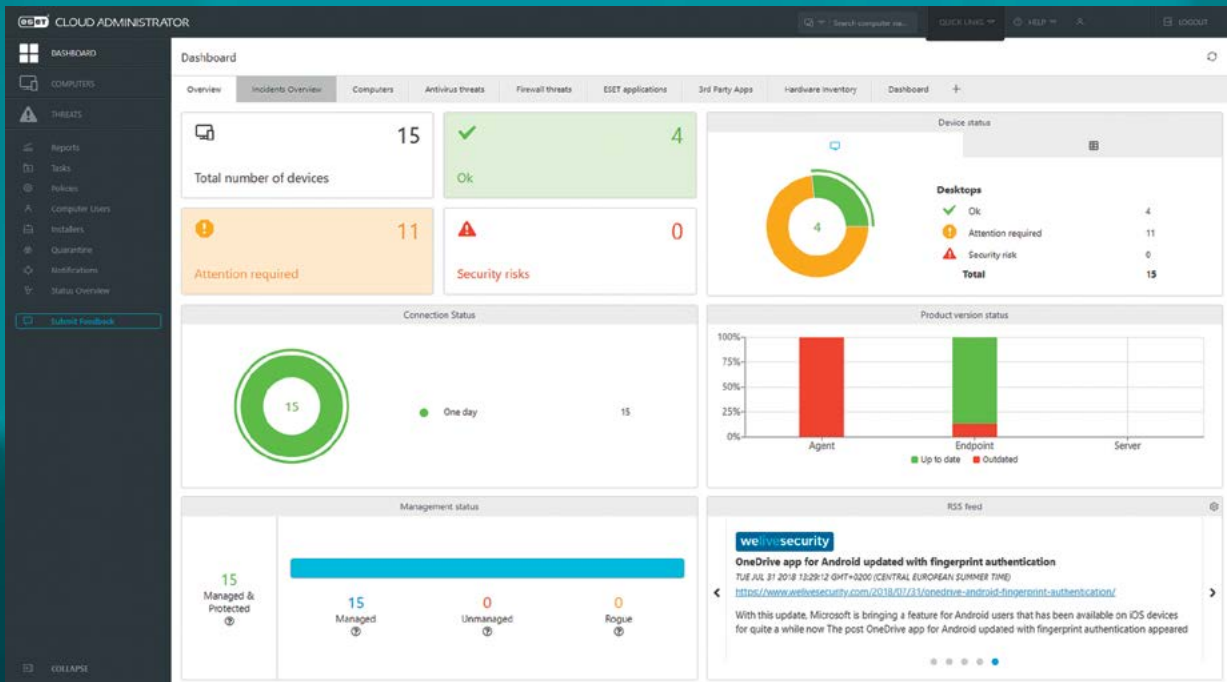 eset CLOUD ADMINISTRATOR
Search computer na...
QUICK LINKS
HELP
LOGOUT
DASHBOARD
COMPUTERS
THREATS
Reports
Tasks
Policies
Computer Users
Installers
Quarantine
Notifications
Status Overview
Submit Feedback
COLLAPSE
Dashboard
Overview Incidents Overview Computers Antivirus threats Firewall threats ESET applications 3rd Party Apps Hardware Inventory Dashboard +
15
Total number of devices
4
Ok
11
Attention required
0
Security risks
Device status
4
Desktops
Ok 4
Attention required 11
Security risk 0
Total 15
Connection Status
15
One day 15
Product version status
100%
75%
50%
25%
0%
Agent Endpoint Server
Up to date Outdated
Management status
15
Managed &
Protected
15
Managed
0
Unmanaged
0
Rogue
RSS feed
welivesecurity
OneDrive app for Android updated with fingerprint authentication
TUE JUL 31 2018 13:29:12 GMT+0200 (CENTRAL EUROPEAN SUMMER TIME)
https://www.welivesecurity.com/2018/07/31/onedrive-android-fingerprint-authentication/
With this update, Microsoft is bringing a feature for Android users that has been available on iOS devices
for quite a while now The post OneDrive app for Android updated with fingerprint authentication appeared